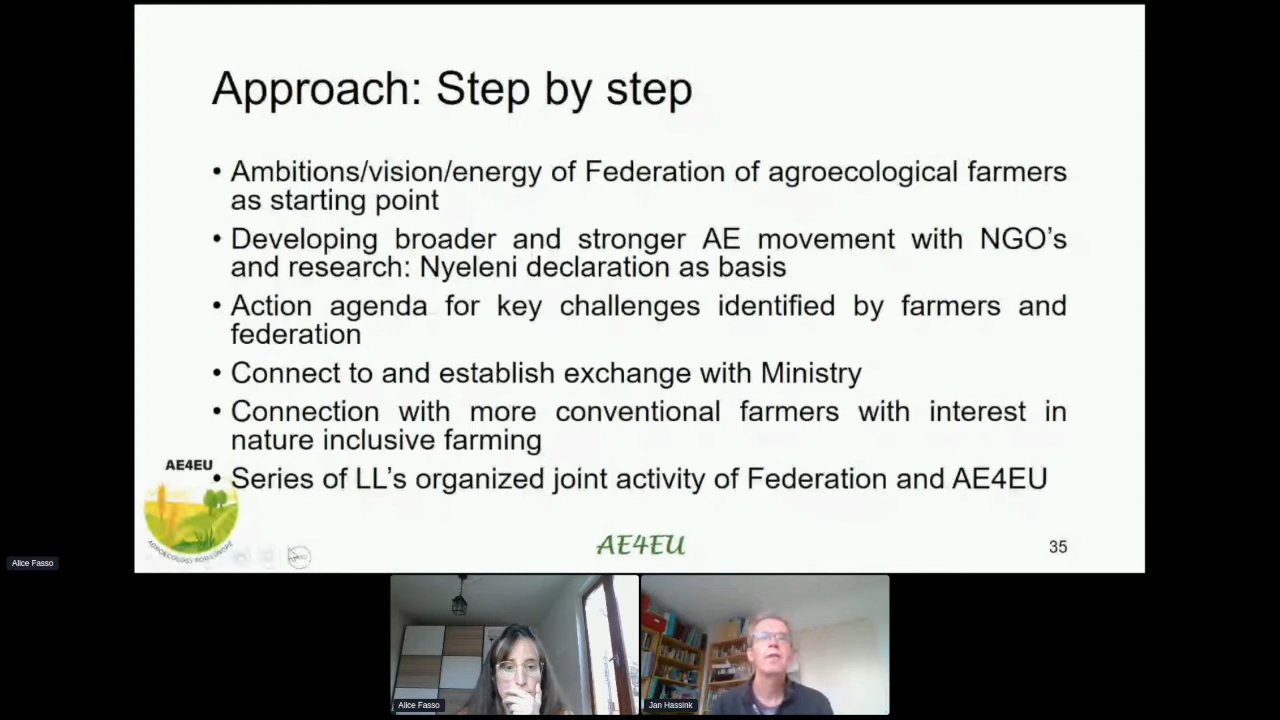 Approach: Step by step
• Ambitions/vision/energy of Federation of agroecological farmers
as starting point
• Developing broader and stronger AE movement with NGO’s
and research: Nyeleni declaration as basis
• Action agenda for key challenges identified by farmers and
federation
• Connect to and establish exchange with Ministry
• Connection with more conventional farmers with interest in
nature inclusive farming
• Series of LL’s organized joint activity of Federation and AE4EU
AE4EU
AGROECOLOGY FOR EUROPE
AE4EU
35
Alice Fasso
Alice Fasso
Jan Hassink